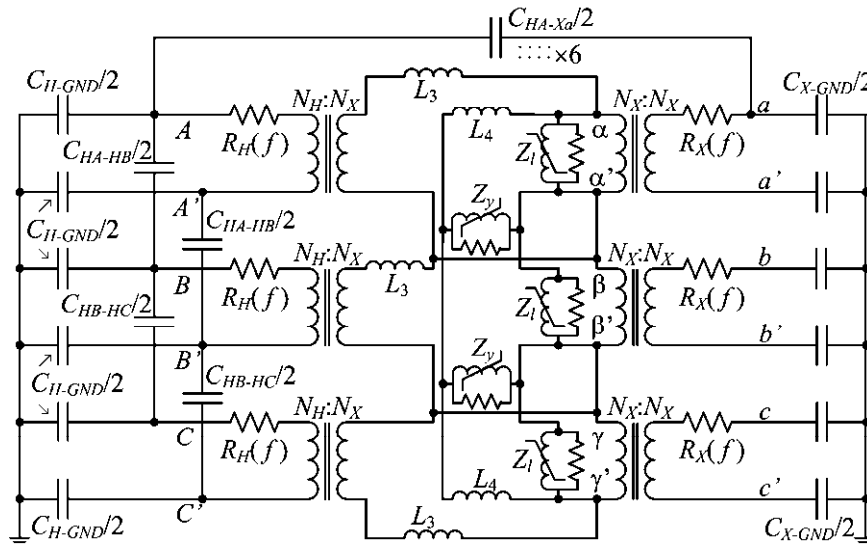 C_{HA-Xa}/2
×6
C_{H-GND}/2
L_3
C_{X-GND}/2
N_H:N_X
N_X:N_X
L_4
A
α
a
R_H(f)
Z_l
R_X(f)
C_{HA-HB}/2
α'
A'
a'
Z_y
C_{HA-HB}/2
C_{H-GND}/2
N_H:N_X
N_X:N_X
L_3
B
β
b
C_{HB-HC}/2
R_H(f)
Z_l
R_X(f)
β'
B'
b'
Z_y
C_{H-GND}/2
C_{HB-HC}/2
N_H:N_X
N_X:N_X
C
γ
c
R_H(f)
Z_l
R_X(f)
γ'
L_4
C'
c'
C_{H-GND}/2
L_3
C_{X-GND}/2